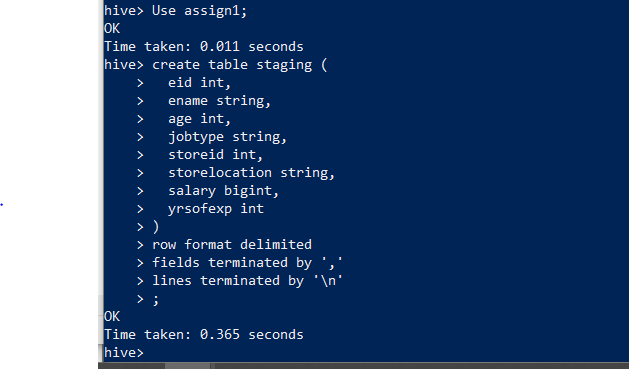 hive> Use assign1;
OK
Time taken: 0.011 seconds
hive> create table staging (
    >   eid int,
    >   ename string,
    >   age int,
    >   jobtype string,
    >   storeid int,
    >   storelocation string,
    >   salary bigint,
    >   yrsofexp int
    > )
    > row format delimited
    > fields terminated by ','
    > lines terminated by '\n'
    > ;
OK
Time taken: 0.365 seconds
hive>